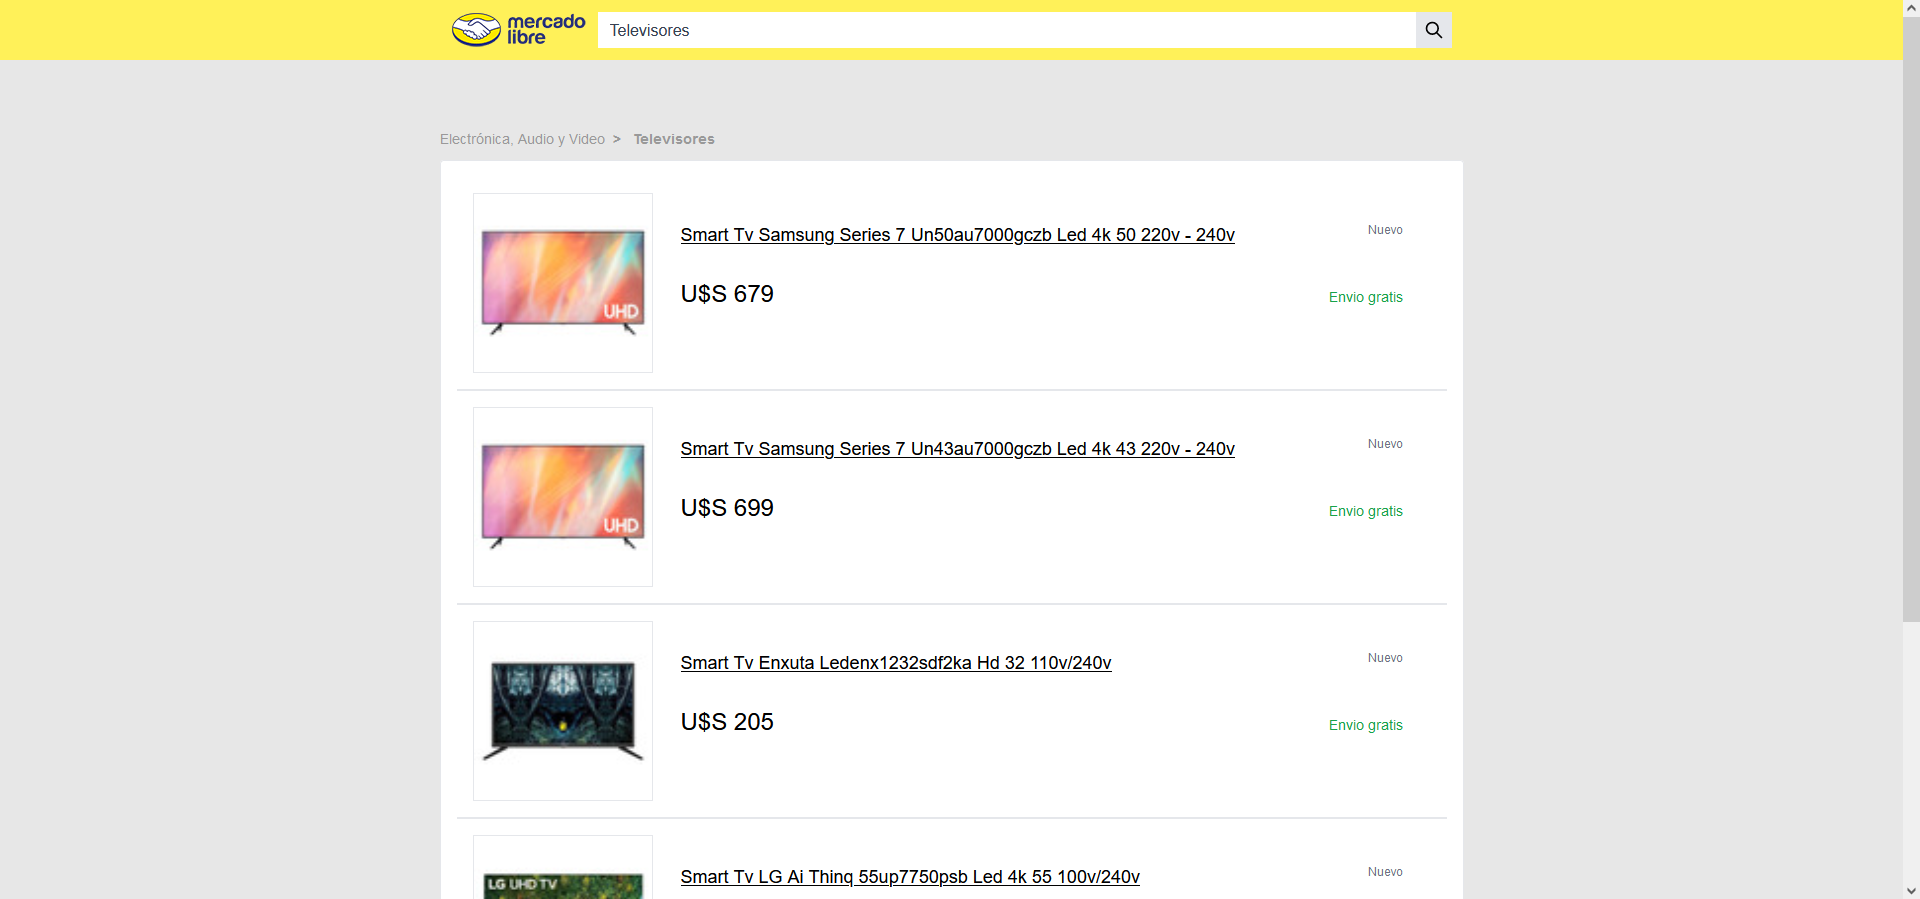 mercado
libre
Televisores
Electrónica, Audio y Video > Televisores
Smart Tv Samsung Series 7 Un50au7000gczb Led 4k 50 220v - 240v
Nuevo
U$S 679
Envio gratis
UHD
Smart Tv Samsung Series 7 Un43au7000gczb Led 4k 43 220v - 240v
Nuevo
U$S 699
Envio gratis
UHD
Smart Tv Enxuta Ledenx1232sdf2ka Hd 32 110v/240v
Nuevo
U$S 205
Envio gratis
Smart Tv LG Ai Thinq 55up7750psb Led 4k 55 100v/240v
Nuevo
LG UHD TV